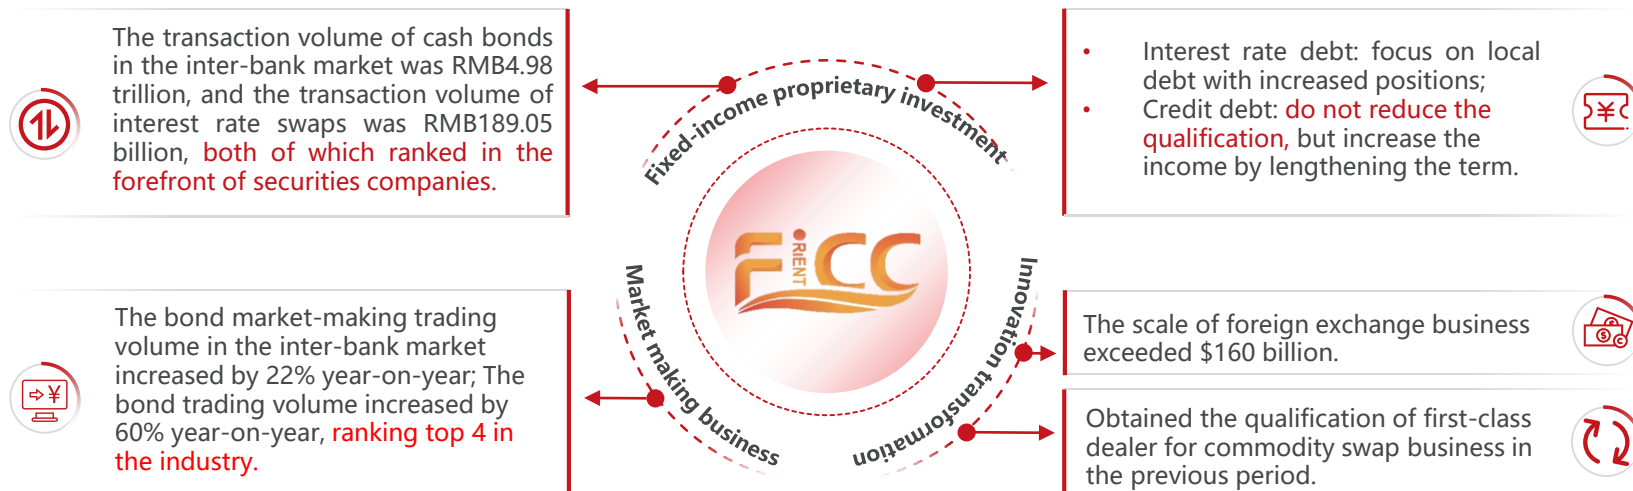 The transaction volume of cash bonds
in the inter-bank market was RMB4.98
trillion, and the transaction volume of
interest rate swaps was RMB189.05
billion, both of which ranked in the
forefront of securities companies.
Fixed-income proprietary investment
• Interest rate debt: focus on local
debt with increased positions;
• Credit debt: do not reduce the
qualification, but increase the
income by lengthening the term.
FiCC
ORIENT
Market making business
The bond market-making trading
volume in the inter-bank market
increased by 22% year-on-year; The
bond trading volume increased by
60% year-on-year, ranking top 4 in
the industry.
Innovation transformation
The scale of foreign exchange business
exceeded $160 billion.
Obtained the qualification of first-class
dealer for commodity swap business in
the previous period.